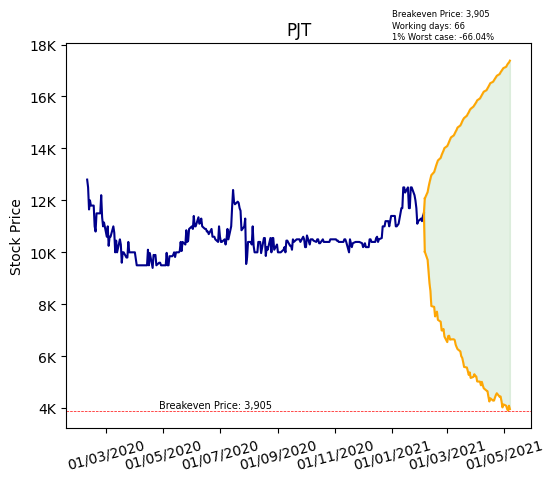 Breakeven Price: 3,905
Working days: 66
1% Worst case: -66.04%
PJT
18K
16K
14K
12K
10K
8K
6K
4K
Stock Price
Breakeven Price: 3,905
01/03/2020
01/05/2020
01/07/2020
01/09/2020
01/11/2020
01/01/2021
01/03/2021
01/05/2021